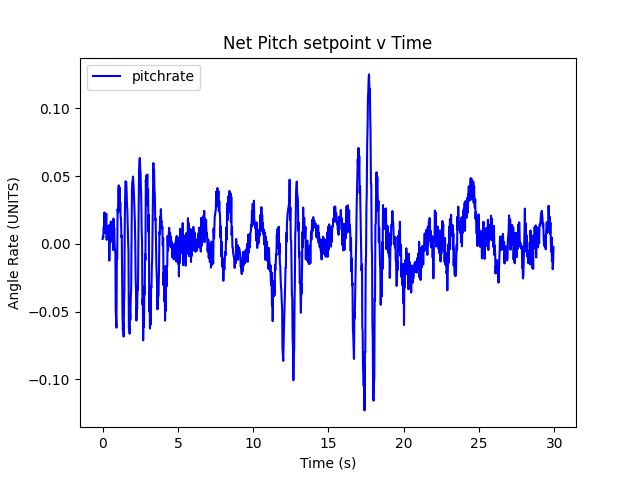 Net Pitch setpoint v Time
pitchrate
Angle Rate (UNITS)
0.10
0.05
0.00
−0.05
−0.10
0 5 10 15 20 25 30
Time (s)